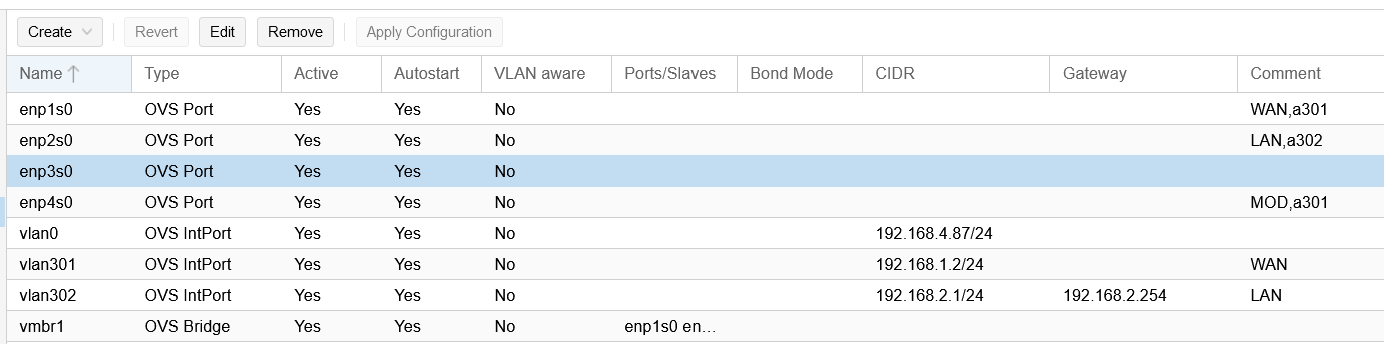 Create Revert Edit Remove Apply Configuration
Name Type Active Autostart VLAN aware Ports/Slaves Bond Mode CIDR Gateway Comment
enp1s0 OVS Port Yes Yes No WAN,a301
enp2s0 OVS Port Yes Yes No LAN,a302
enp3s0 OVS Port Yes Yes No
enp4s0 OVS Port Yes Yes No MOD,a301
vlan0 OVS IntPort Yes Yes No 192.168.4.87/24
vlan301 OVS IntPort Yes Yes No 192.168.1.2/24 WAN
vlan302 OVS IntPort Yes Yes No 192.168.2.1/24 192.168.2.254 LAN
vmbr1 OVS Bridge Yes Yes No enp1s0 en...